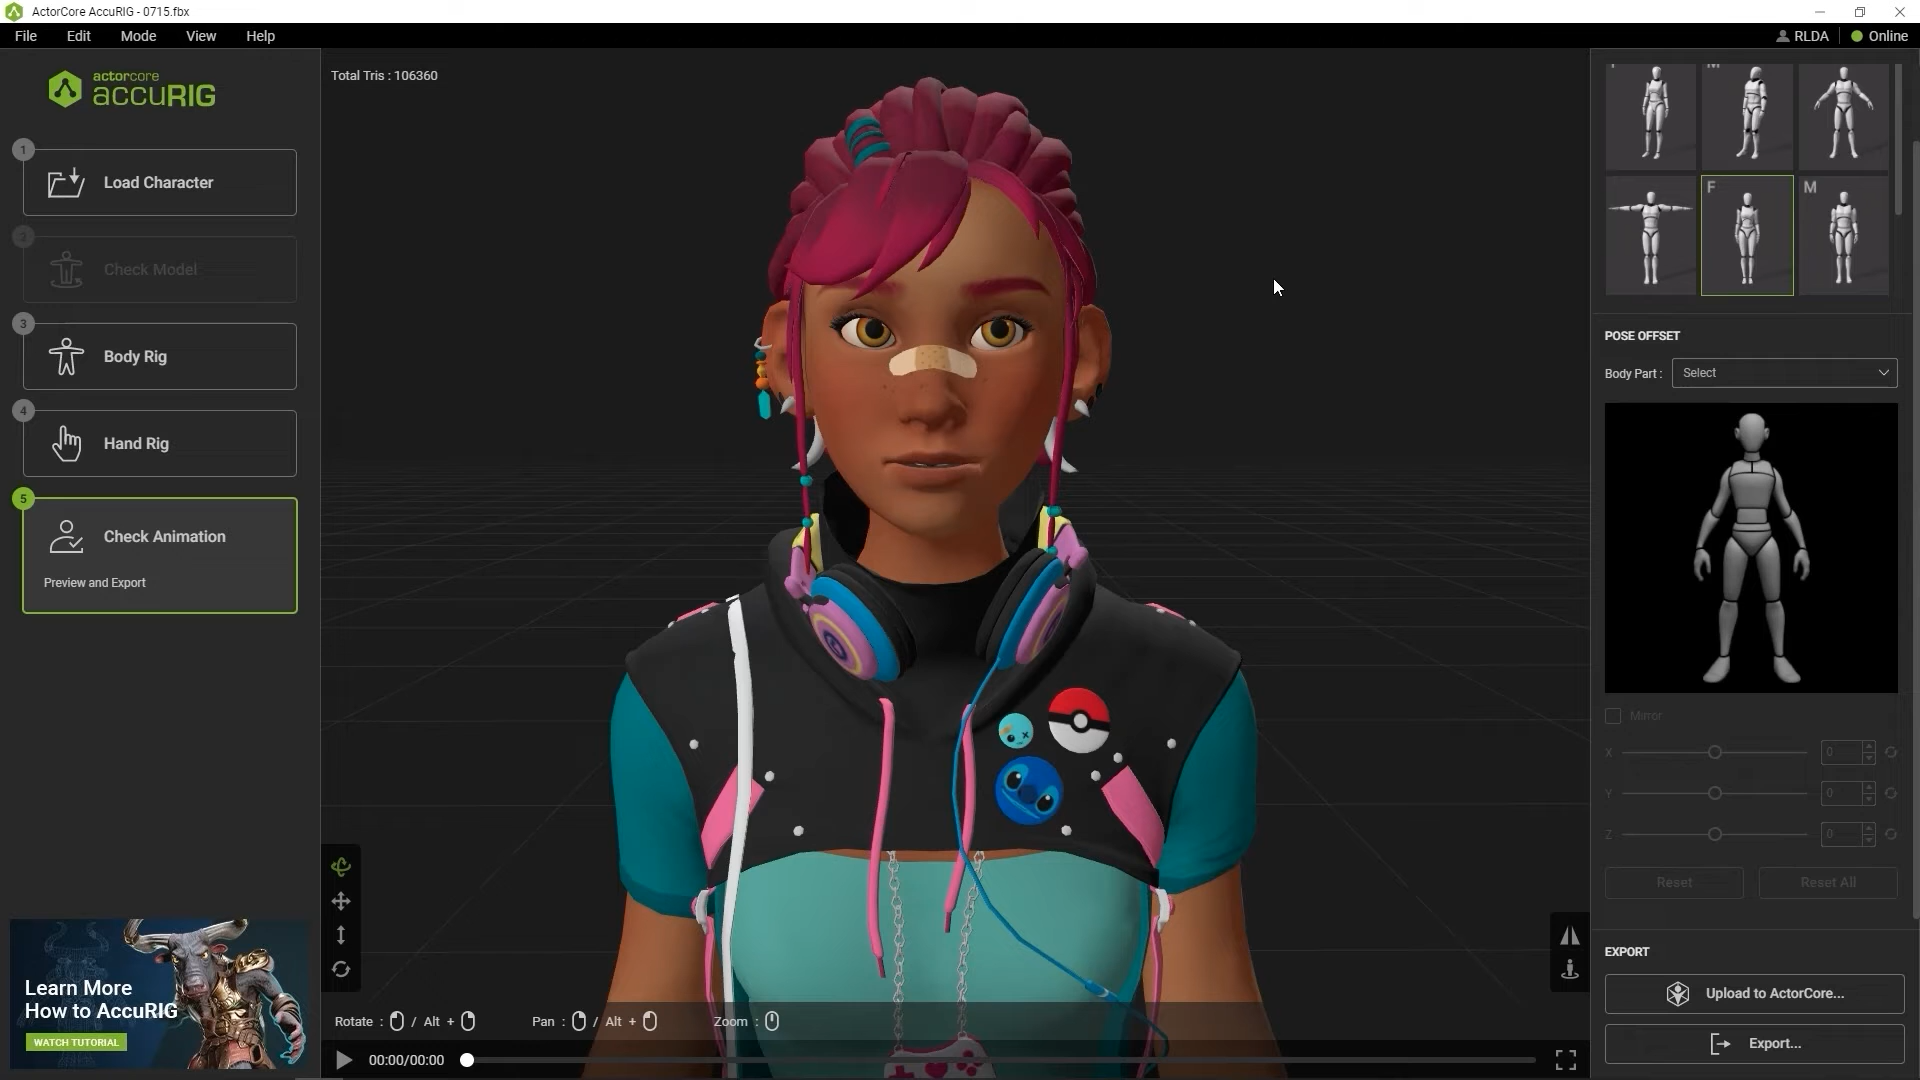 ActorCore AccuRIG - 0715.fbx
File Edit Mode View Help
RLDA Online
actorcore
accuRIG
1
Load Character
2
Check Model
3
Body Rig
4
Hand Rig
5
Check Animation
Preview and Export
Learn More
How to AccuRIG
WATCH TUTORIAL
Total Tris : 106360
Rotate : / Alt + Pan : / Alt + Zoom :
00:00/00:00
F M
POSE OFFSET
Body Part : Select
Mirror
X 0
Y 0
Z 0
Reset Reset All
EXPORT
Upload to ActorCore...
Export...